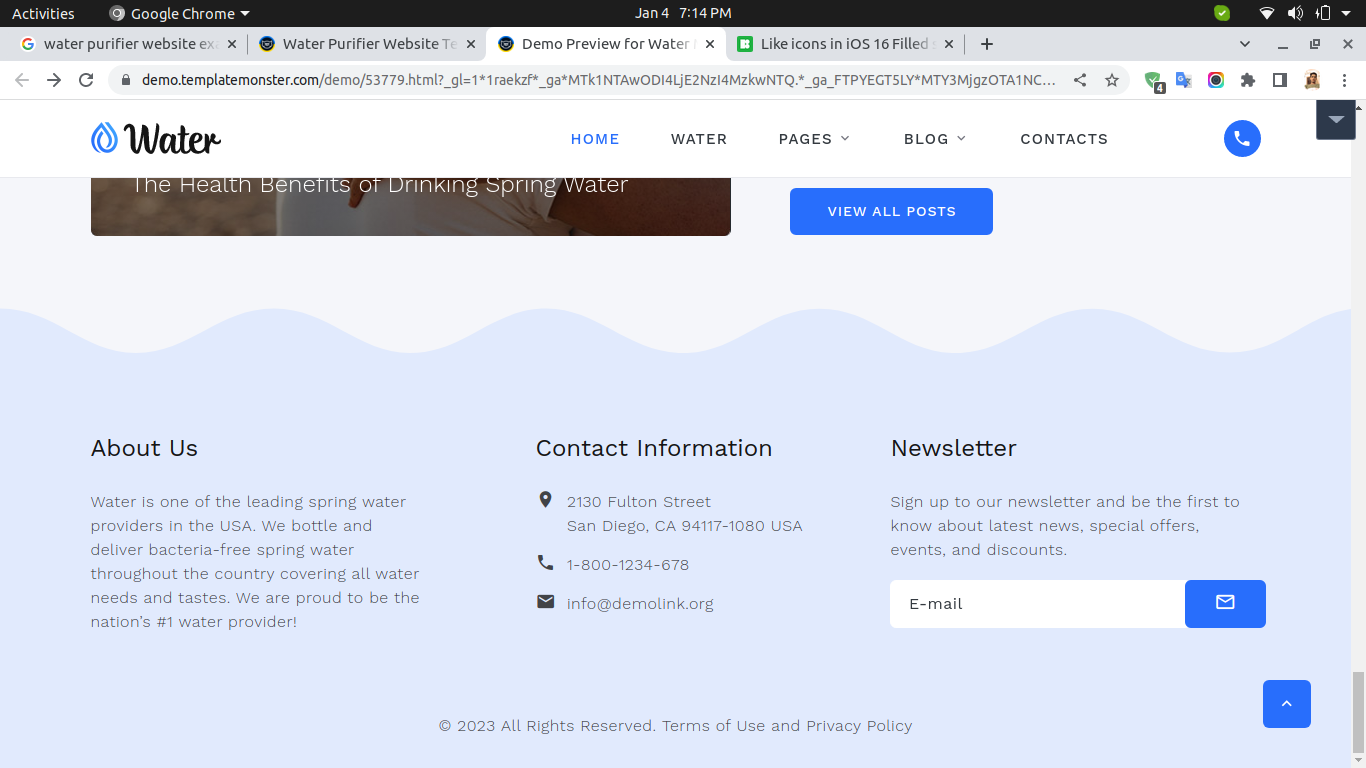 Activities
Google Chrome
Jan 4 7:14 PM
water purifier website exa
Water Purifier Website Te
Demo Preview for Water
Like icons in iOS 16 Filled
demo.templatemonster.com/demo/53779.html?_gl=1*1raekzf*_ga*MTk1NTAwODI4LjE2NzI4MzkwNTQ.*_ga_FTPYEGT5LY*MTY3MjgzOTA1NC...
4
Water
HOME
WATER
PAGES
BLOG
CONTACTS
The Health Benefits of Drinking Spring Water
VIEW ALL POSTS
About Us
Water is one of the leading spring water
providers in the USA. We bottle and
deliver bacteria-free spring water
throughout the country covering all water
needs and tastes. We are proud to be the
nation’s #1 water provider!
Contact Information
2130 Fulton Street
San Diego, CA 94117-1080 USA
1-800-1234-678
info@demolink.org
Newsletter
Sign up to our newsletter and be the first to
know about latest news, special offers,
events, and discounts.
E-mail
© 2023 All Rights Reserved. Terms of Use and Privacy Policy